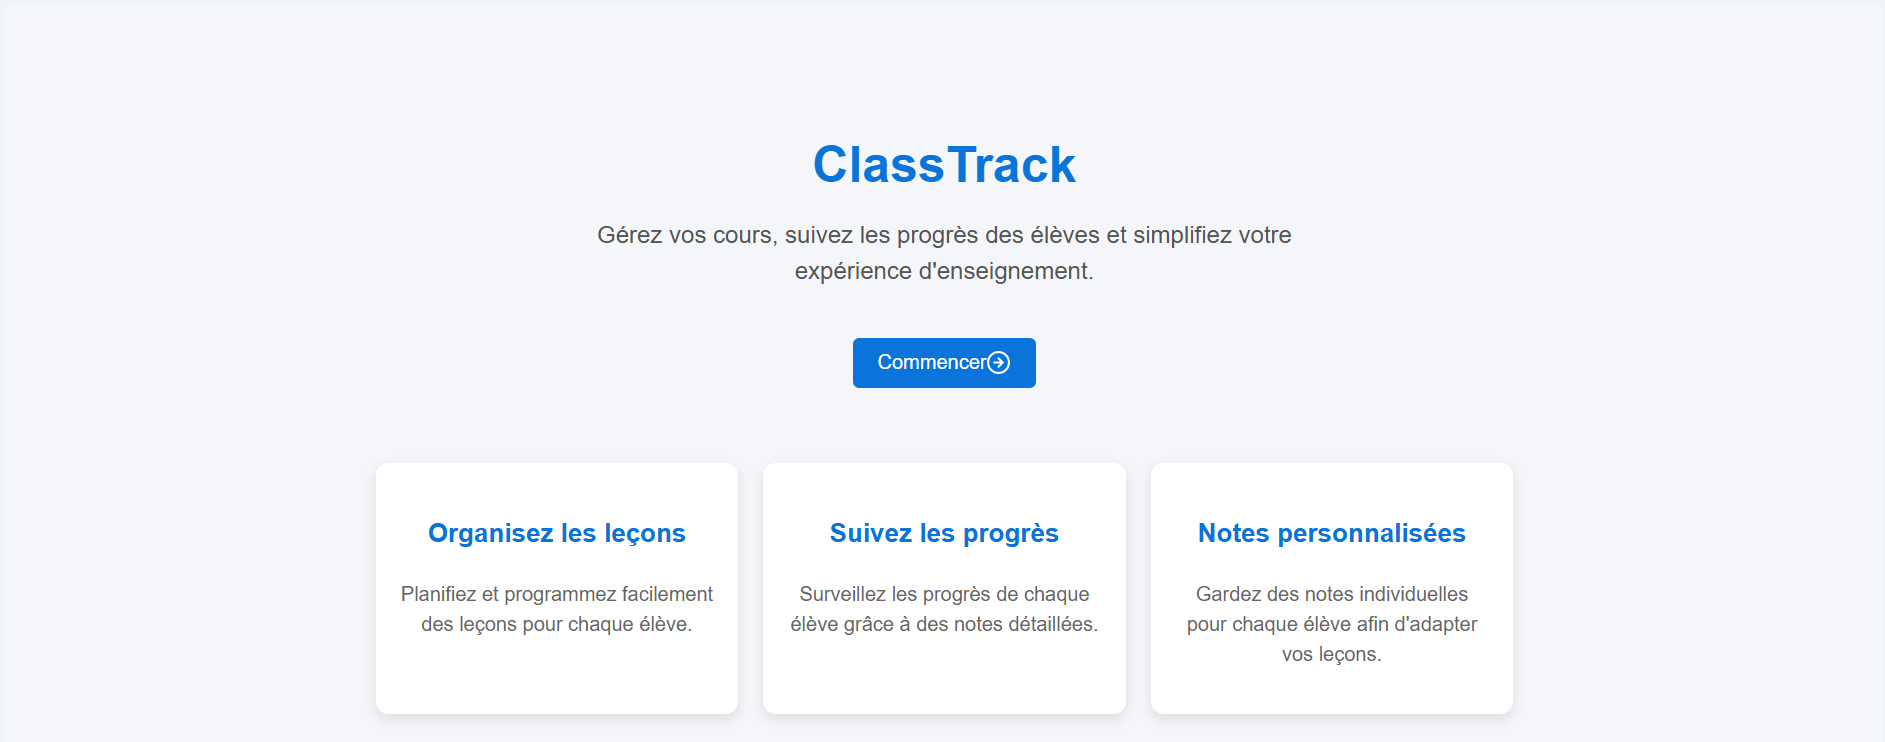 ClassTrack
Gérez vos cours, suivez les progrès des élèves et simplifiez votre
expérience d'enseignement.
Commencer
Organisez les leçons
Planifiez et programmez facilement
des leçons pour chaque élève.
Suivez les progrès
Surveillez les progrès de chaque
élève grâce à des notes détaillées.
Notes personnalisées
Gardez des notes individuelles
pour chaque élève afin d'adapter
vos leçons.